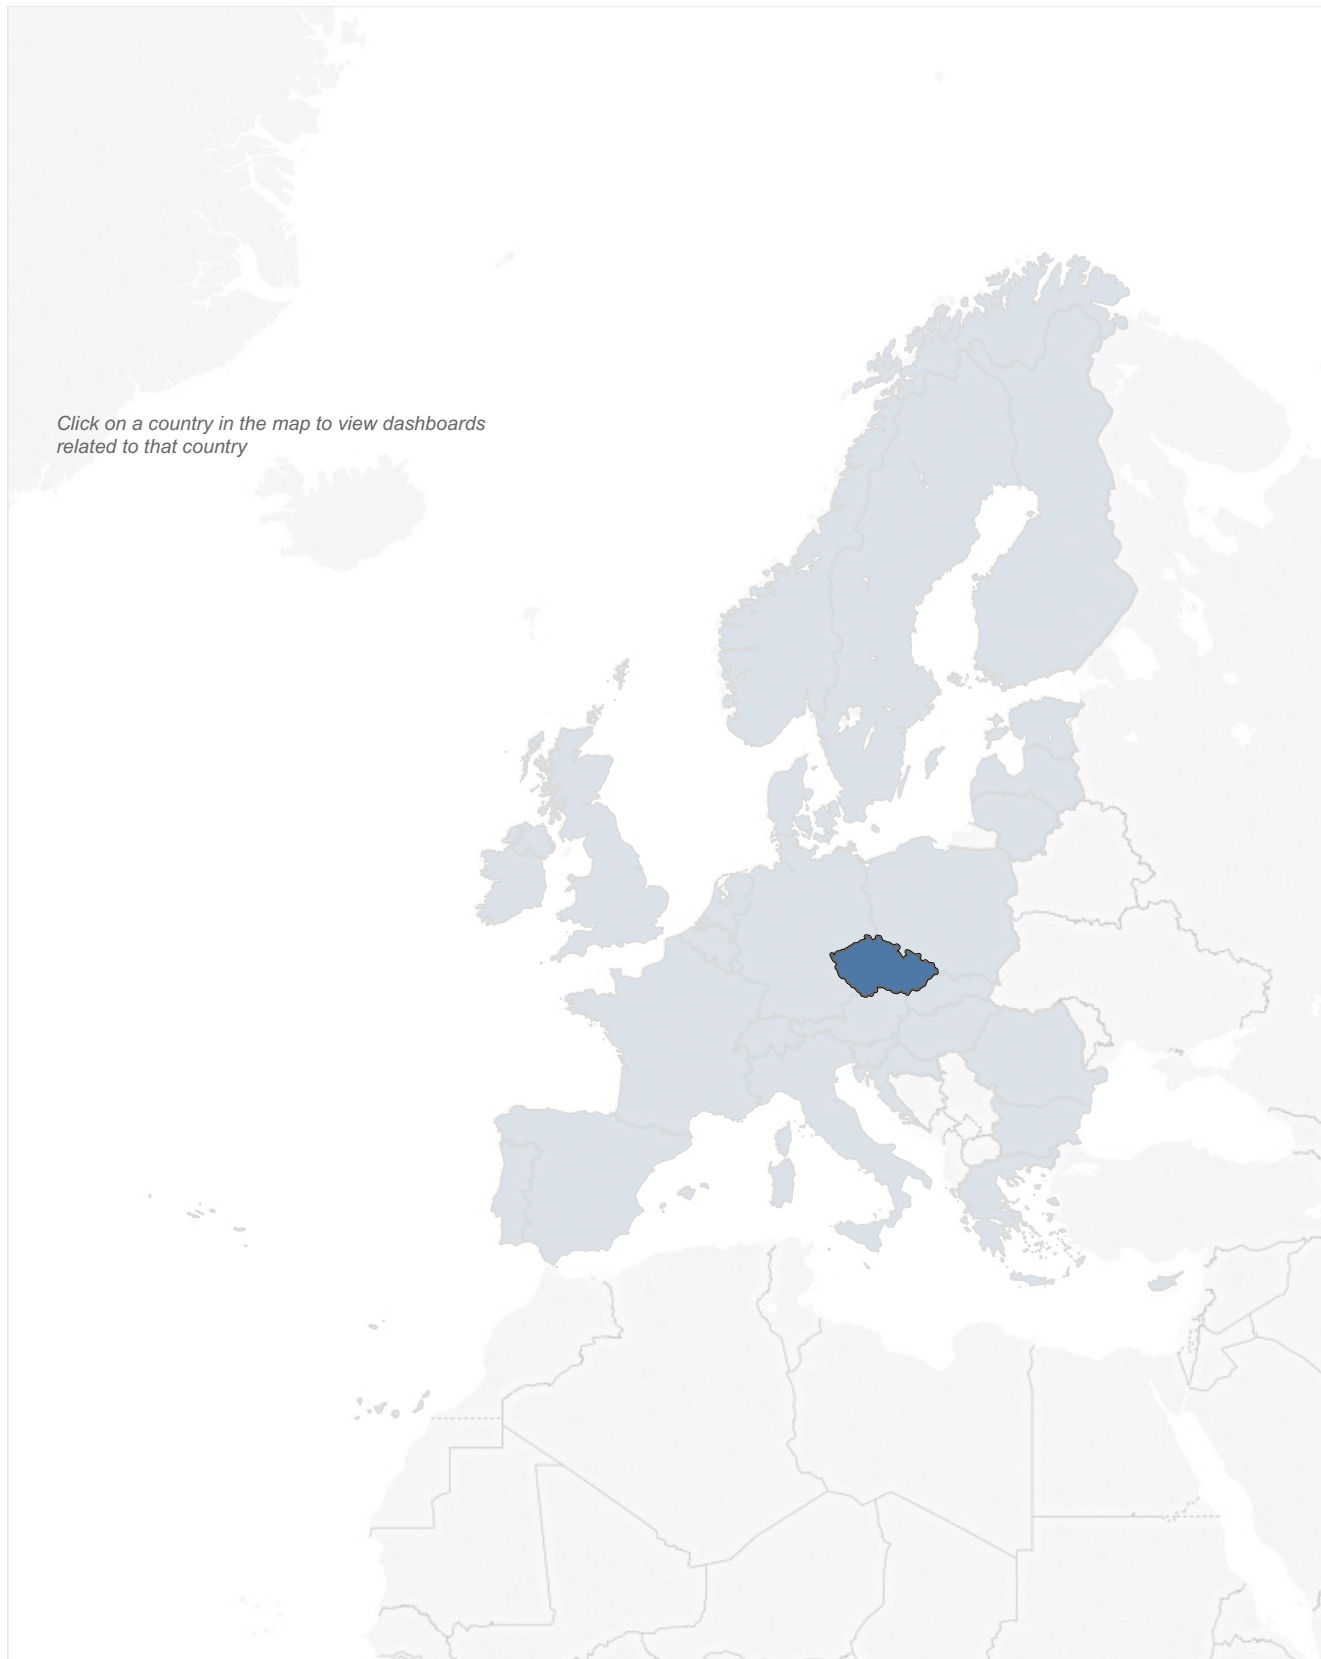 Click on a country in the map to view dashboards
related to that country